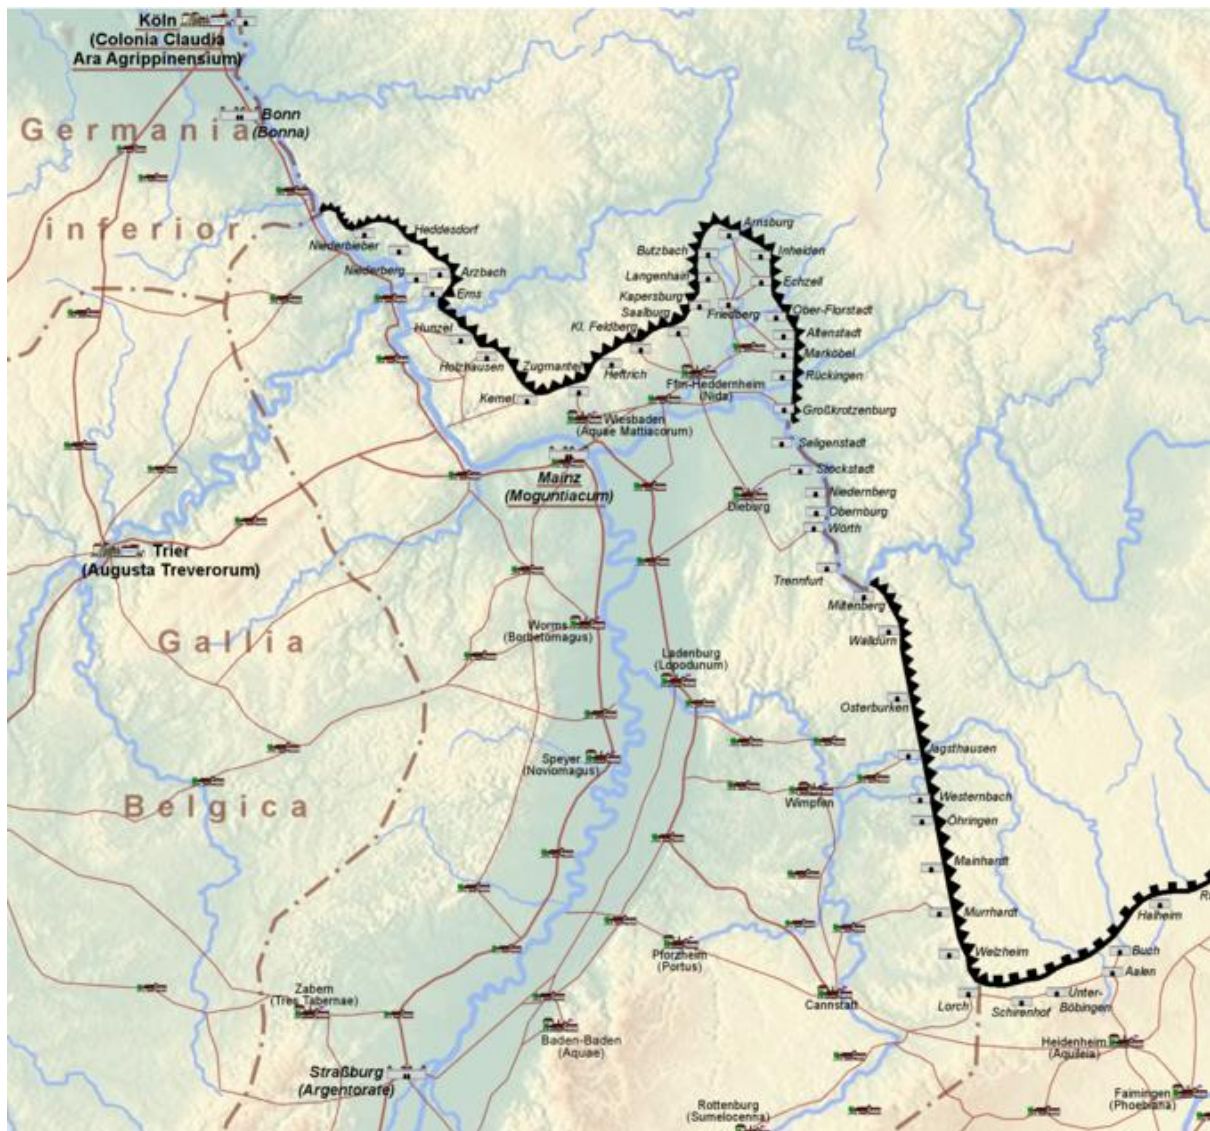 Köln
(Colonia Claudia
Ara Agrippinensium)
Bonn
(Bonna)
Germania
inferior
Heddesdorf
Niederbieber
Niederberg
Arzbach
Ems
Hunzel
Holzhausen
Kemel
Zugmantel
Heftrich
Kl. Feldberg
Saalburg
Kapersburg
Langenhain
Butzbach
Arnsburg
Inheiden
Echzell
Friedberg
Ober-Florstadt
Altenstadt
Marköbel
Rückingen
Ffm-Heddernheim
(Nida)
Großkrotzenburg
Wiesbaden
(Aquae Mattiacorum)
Seligenstadt
Mainz
(Moguntiacum)
Stockstadt
Dieburg
Niedernberg
Obernburg
Wörth
Trier
(Augusta Treverorum)
Trennfurt
Miltenberg
Worms
(Borbetomagus)
Walldürn
Gallia
Ladenburg
(Lopodunum)
Osterburken
Speyer
(Noviomagus)
Jagsthausen
Belgica
Wimpfen
Westernbach
Öhringen
Mainhardt
Murrhardt
Halheim
Pforzheim
(Portus)
Welzheim
Buch
Aalen
Zabern
(Tres Tabernae)
Cannstatt
Lorch
Schirenhof
Unter-
Böbingen
Baden-Baden
(Aquae)
Heidenheim
(Aquileia)
Straßburg
(Argentorate)
Rottenburg
(Sumelocenna)
Faimingen
(Phoebiana)